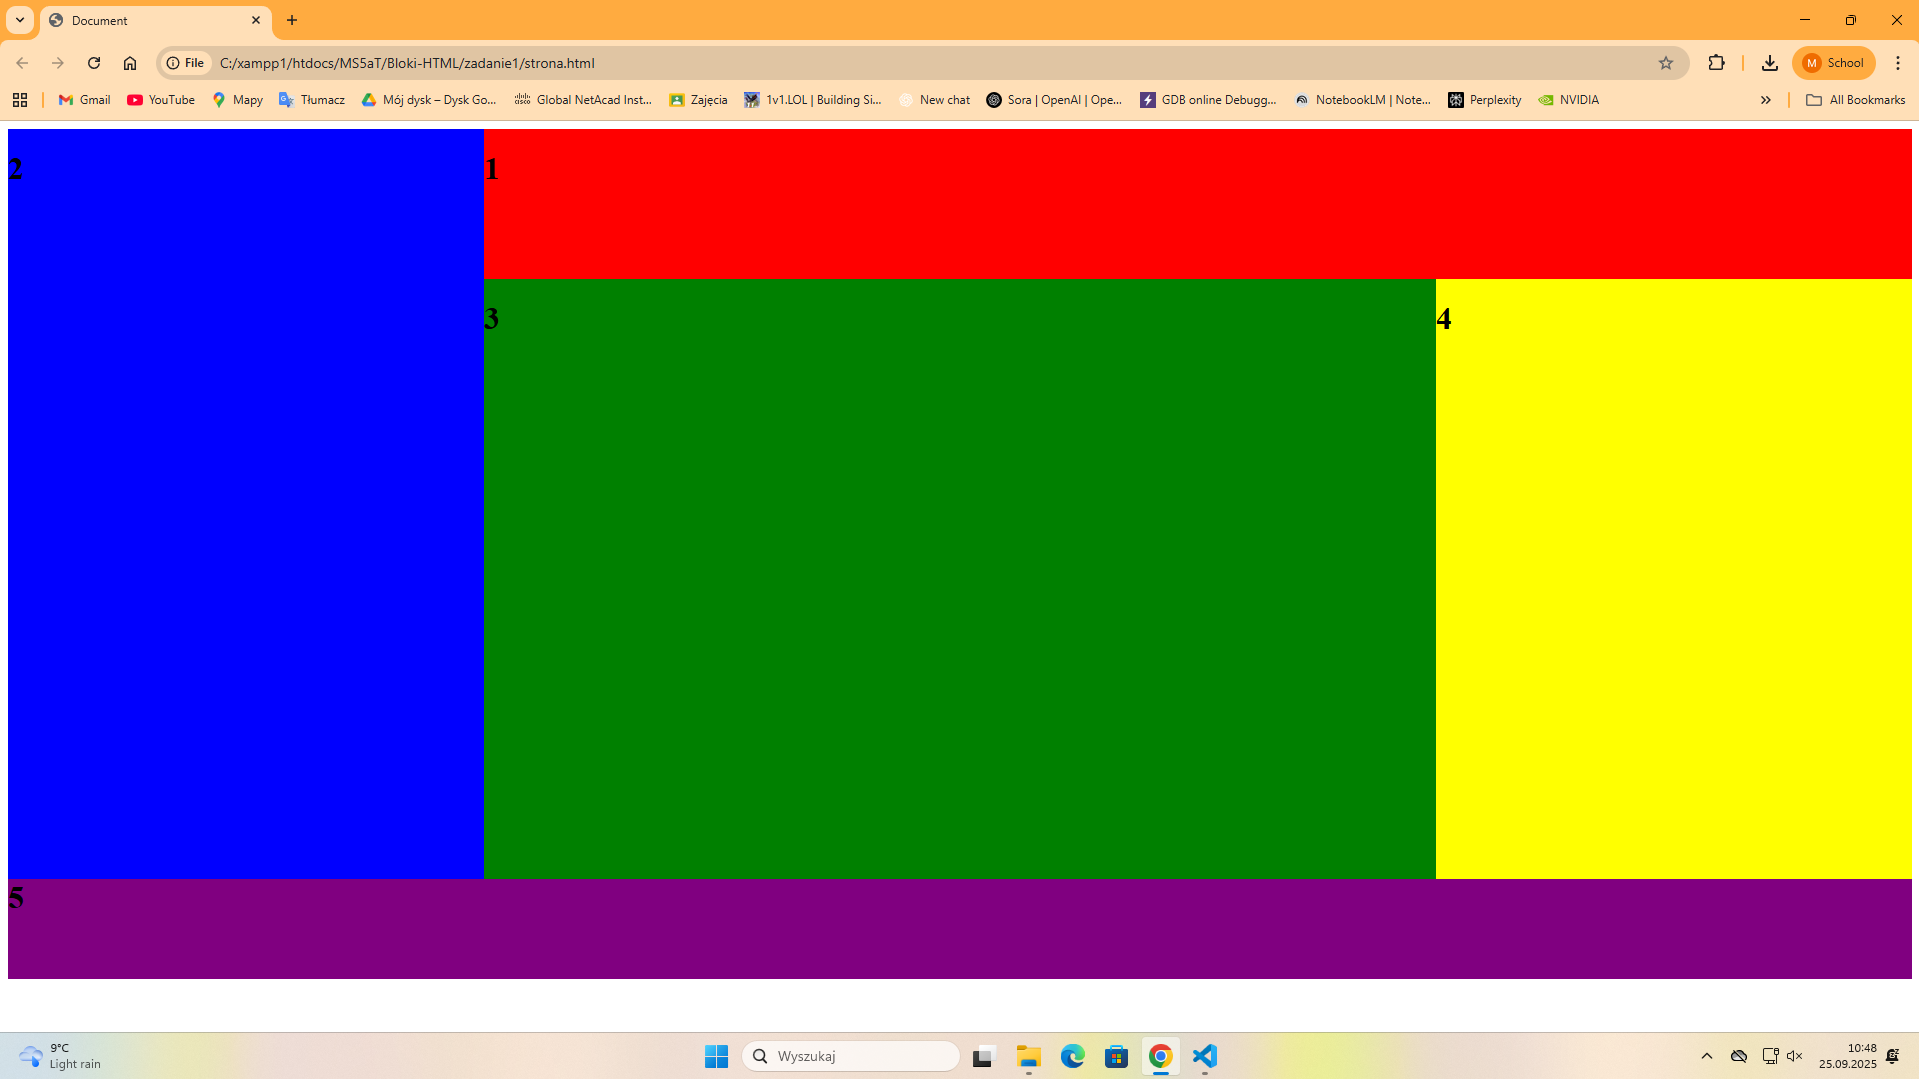 Document
File C:/xampp1/htdocs/MS5aT/Bloki-HTML/zadanie1/strona.html M School
Gmail YouTube Mapy Tłumacz Mój dysk – Dysk Go... Global NetAcad Inst... Zajęcia 1v1.LOL | Building Si... New chat Sora | OpenAI | Ope... GDB online Debugg... NotebookLM | Note... Perplexity NVIDIA All Bookmarks
2 1
3 4
5
9°C
Light rain
Wyszukaj
10:48
25.09.2025